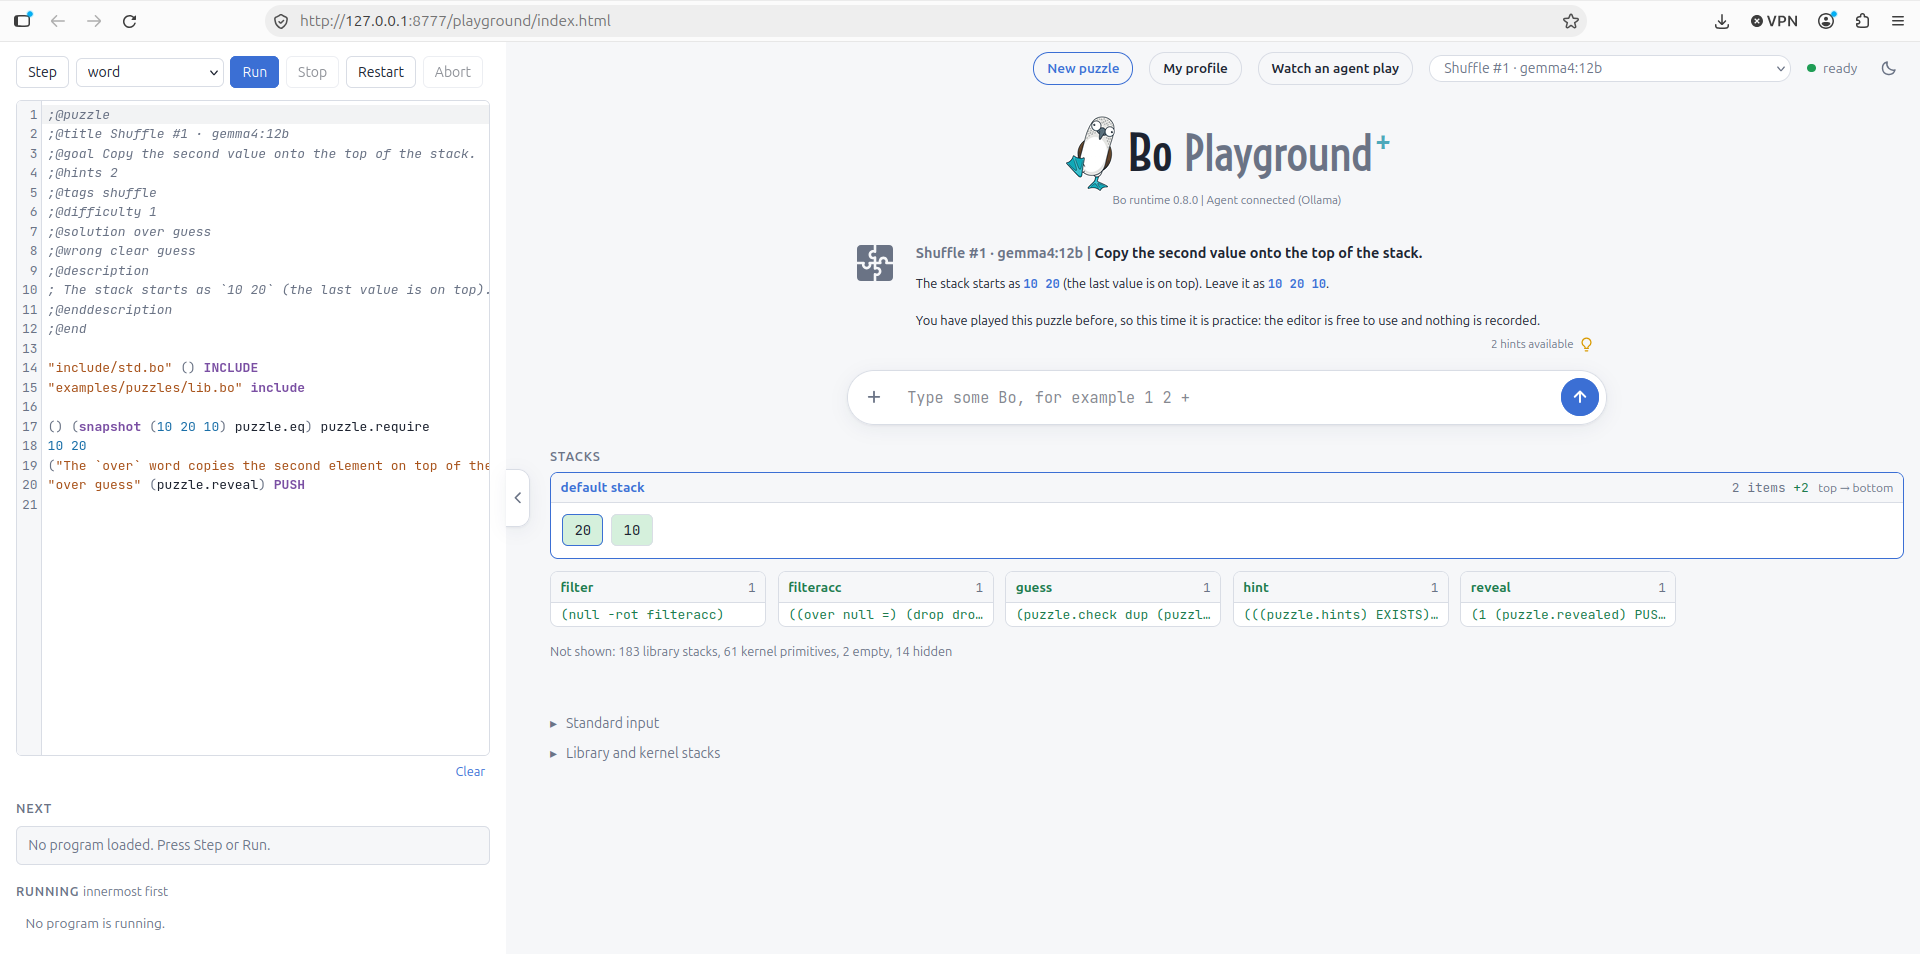 http://127.0.0.1:8777/playground/index.html
VPN
Step
word
Run
Stop
Restart
Abort
New puzzle
My profile
Watch an agent play
Shuffle #1 · gemma4:12b
ready
1 ;@puzzle
2 ;@title Shuffle #1 · gemma4:12b
3 ;@goal Copy the second value onto the top of the stack.
4 ;@hints 2
5 ;@tags shuffle
6 ;@difficulty 1
7 ;@solution over guess
8 ;@wrong clear guess
9 ;@description
10 ; The stack starts as `10 20` (the last value is on top).
11 ;@enddescription
12 ;@end
13
14 "include/std.bo" () INCLUDE
15 "examples/puzzles/lib.bo" include
16
17 () (snapshot (10 20 10) puzzle.eq) puzzle.require
18 10 20
19 ("The `over` word copies the second element on top of the
20 "over guess" (puzzle.reveal) PUSH
21
Clear
NEXT
No program loaded. Press Step or Run.
RUNNING innermost first
No program is running.
Bo Playground+
Bo runtime 0.8.0 | Agent connected (Ollama)
Shuffle #1 · gemma4:12b | Copy the second value onto the top of the stack.
The stack starts as 10 20 (the last value is on top). Leave it as 10 20 10.
You have played this puzzle before, so this time it is practice: the editor is free to use and nothing is recorded.
2 hints available
+ Type some Bo, for example 1 2 +
STACKS
default stack
2 items +2 top → bottom
20 10
filter 1
(null -rot filteracc)
filteracc 1
((over null =) (drop dro…
guess 1
(puzzle.check dup (puzzl…
hint 1
(((puzzle.hints) EXISTS)…
reveal 1
(1 (puzzle.revealed) PUS…
Not shown: 183 library stacks, 61 kernel primitives, 2 empty, 14 hidden
Standard input
Library and kernel stacks